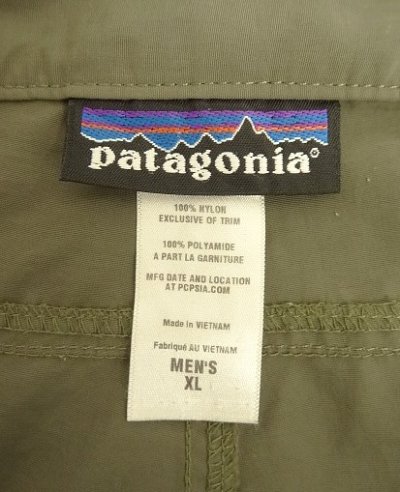 patagonia®
100% NYLON
EXCLUSIVE OF TRIM
100% POLYAMIDE
A PART LA GARNITURE
MFG DATE AND LOCATION
AT PCPSIA.COM
Made in VIETNAM
Fabriqué AU VIETNAM
MEN'S
XL